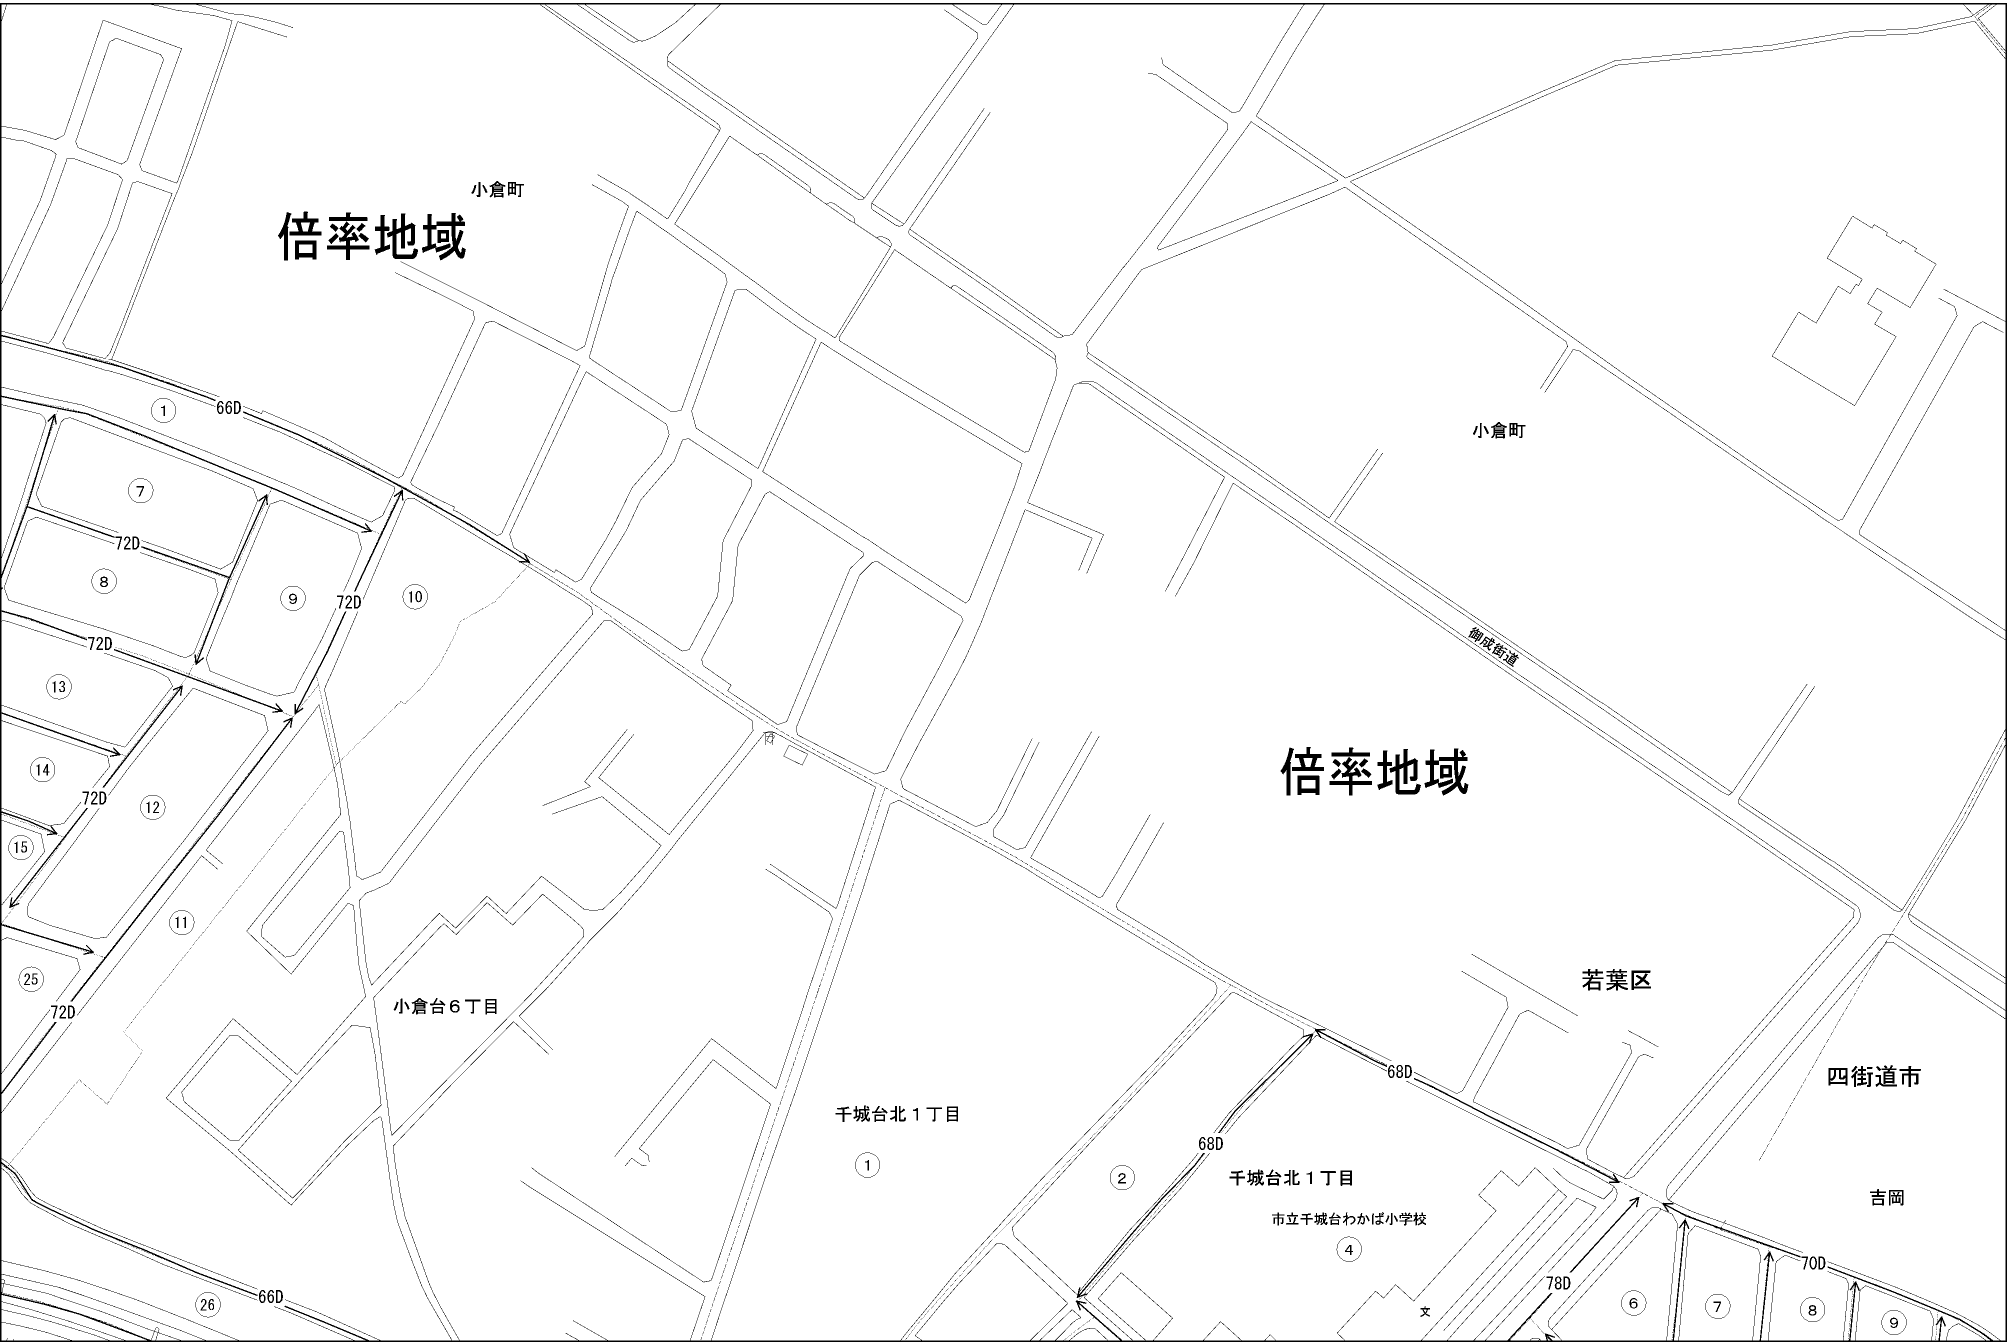 小倉町
倍率地域
66D
①
小倉町
⑦
72D
⑧
⑨
72D
⑩
72D
御成街道
⑬
⑭
72D
⑫
倍率地域
⑮
⑪
㉕
72D
小倉台６丁目
若葉区
68D
四街道市
千城台北１丁目
68D
①
②
千城台北１丁目
吉岡
市立千城台わかば小学校
④
70D
78D
66D
㉖
文
⑥
⑦
⑧
⑨